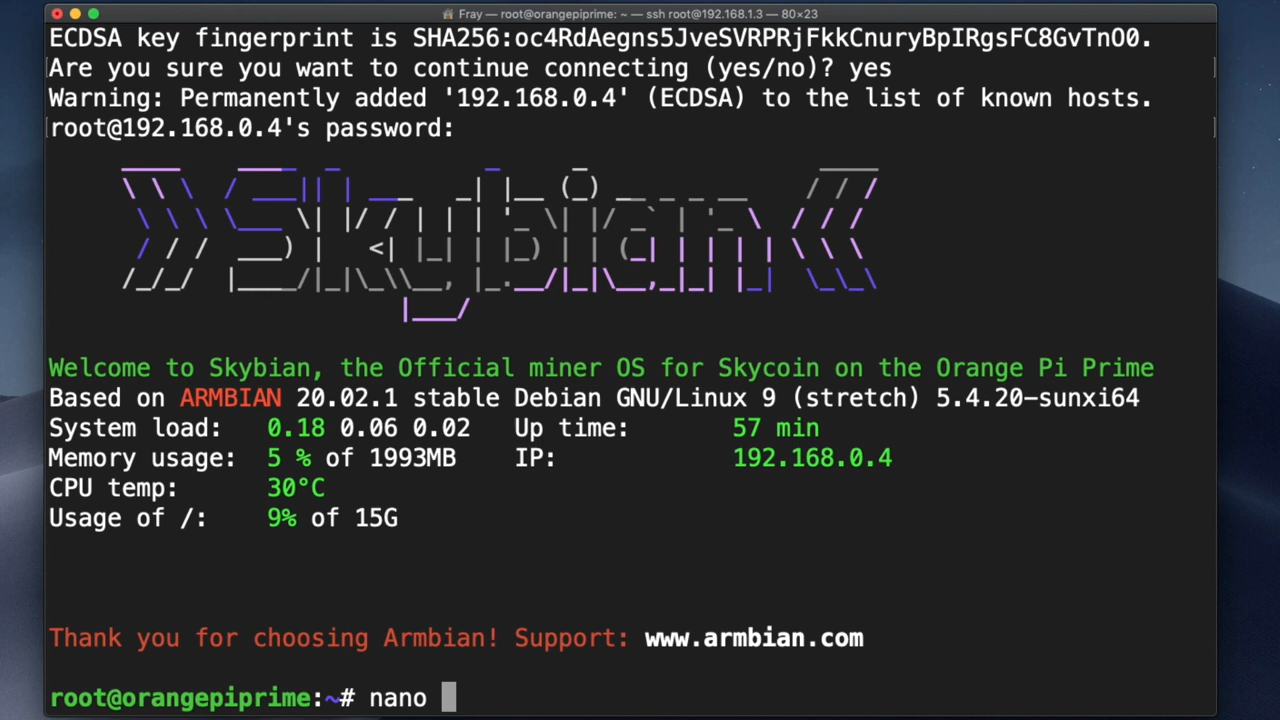 Fray — root@orangepiprime: ~ — ssh root@192.168.1.3 — 80×23
ECDSA key fingerprint is SHA256:oc4RdAegns5JveSVRPRjFkkCnuryBpIRgsFC8GvTnO0.
Are you sure you want to continue connecting (yes/no)? yes
Warning: Permanently added '192.168.0.4' (ECDSA) to the list of known hosts.
root@192.168.0.4's password:
Skybian
Welcome to Skybian, the Official miner OS for Skycoin on the Orange Pi Prime
Based on ARMBIAN 20.02.1 stable Debian GNU/Linux 9 (stretch) 5.4.20-sunxi64
System load: 0.18 0.06 0.02 Up time: 57 min
Memory usage: 5 % of 1993MB IP: 192.168.0.4
CPU temp: 30°C
Usage of /: 9% of 15G
Thank you for choosing Armbian! Support: www.armbian.com
root@orangepiprime:~# nano